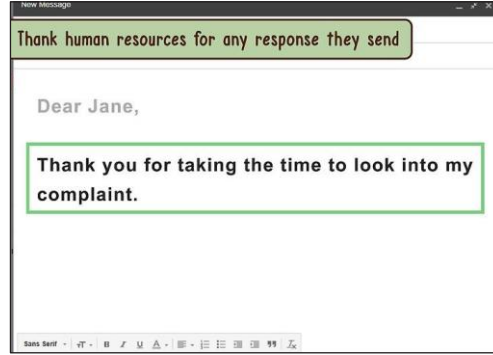 New Message
Thank human resources for any response they send
Dear Jane,
Thank you for taking the time to look into my
complaint.
Sans Serif